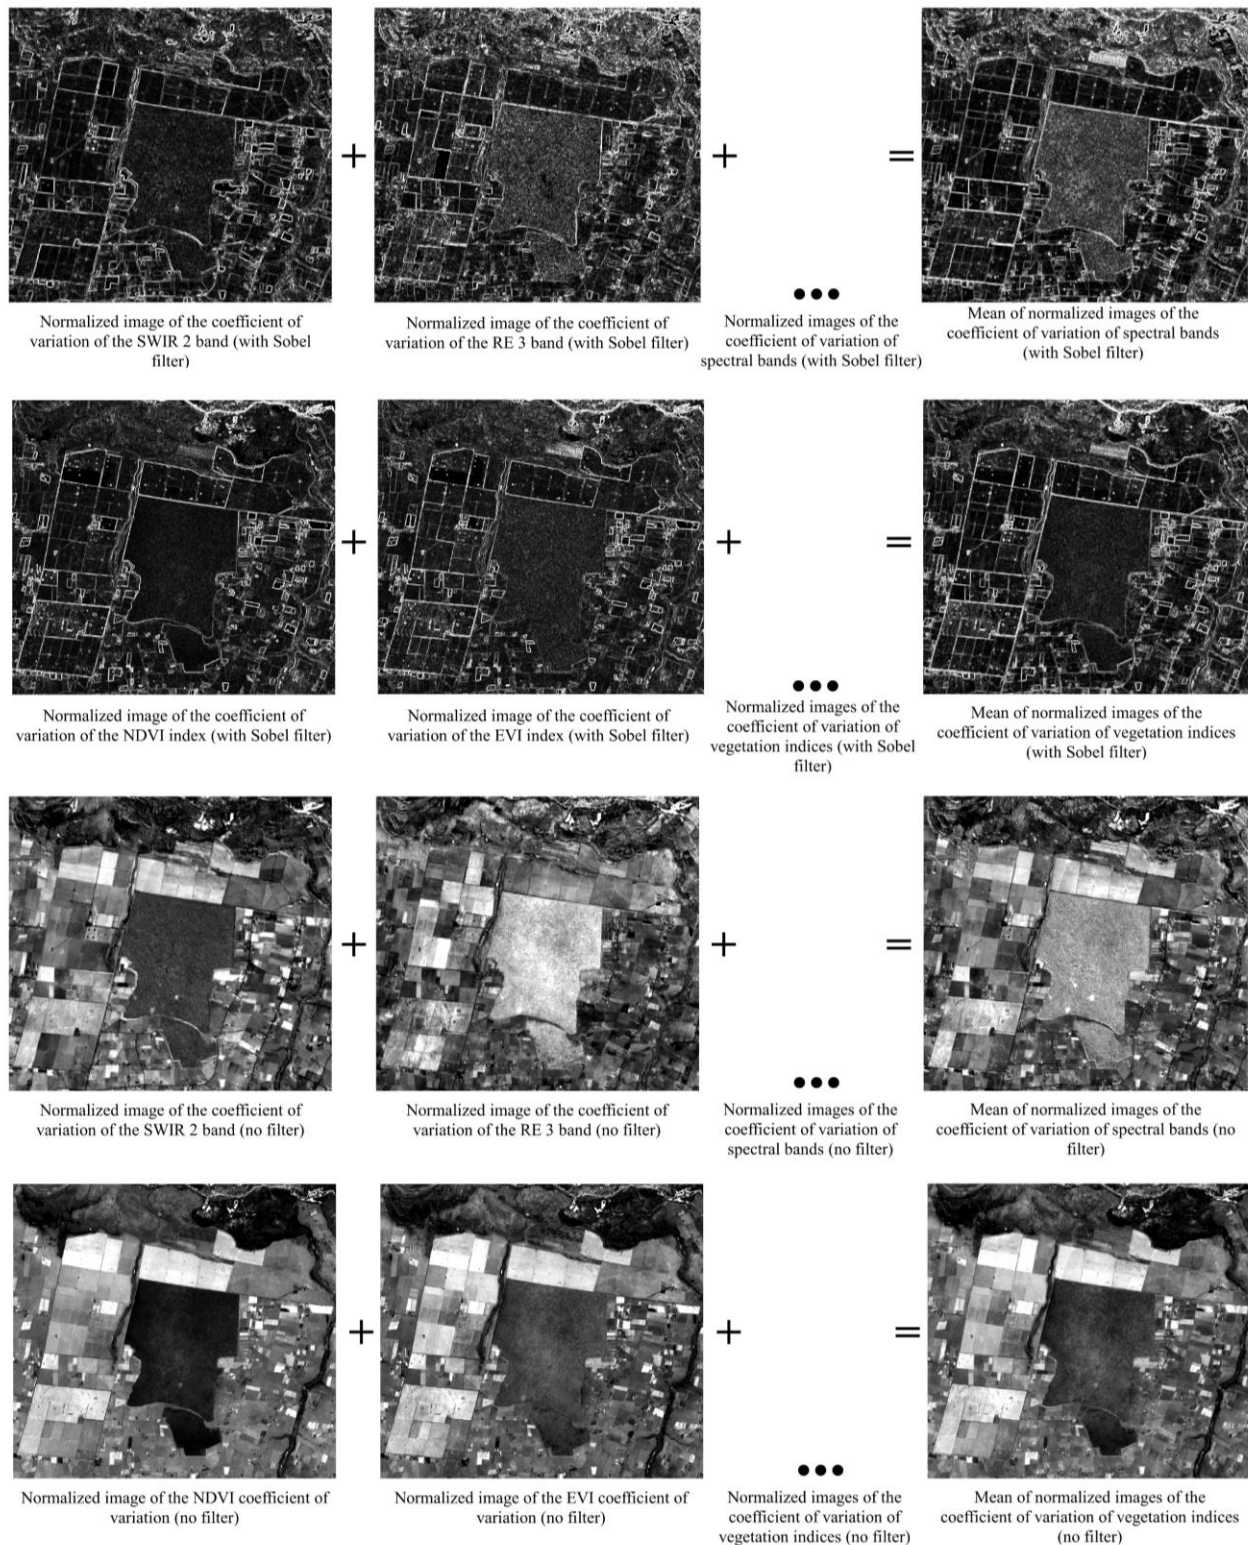 + + =
•••
Normalized image of the coefficient of
variation of the SWIR 2 band (with Sobel
filter)
Normalized image of the coefficient of
variation of the RE 3 band (with Sobel filter)
Normalized images of the
coefficient of variation of
spectral bands (with Sobel filter)
Mean of normalized images of the
coefficient of variation of spectral bands
(with Sobel filter)
+ + =
•••
Normalized image of the coefficient of
variation of the NDVI index (with Sobel filter)
Normalized image of the coefficient of
variation of the EVI index (with Sobel filter)
Normalized images of the
coefficient of variation of
vegetation indices (with Sobel
filter)
Mean of normalized images of the
coefficient of variation of vegetation indices
(with Sobel filter)
+ + =
•••
Normalized image of the coefficient of
variation of the SWIR 2 band (no filter)
Normalized image of the coefficient of
variation of the RE 3 band (no filter)
Normalized images of the
coefficient of variation of
spectral bands (no filter)
Mean of normalized images of the
coefficient of variation of spectral bands (no
filter)
+ + =
•••
Normalized image of the NDVI coefficient of
variation (no filter)
Normalized image of the EVI coefficient of
variation (no filter)
Normalized images of the
coefficient of variation of
vegetation indices (no filter)
Mean of normalized images of the
coefficient of variation of vegetation indices
(no filter)